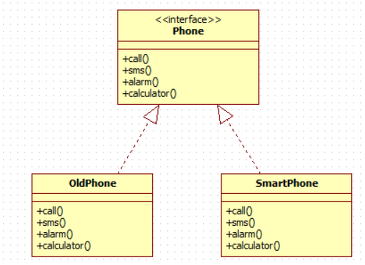 <<interface>>
Phone
+call()
+sms()
+alarm()
+calculator()
OldPhone
+call()
+sms()
+alarm()
+calculator()
SmartPhone
+call()
+sms()
+alarm()
+calculator()